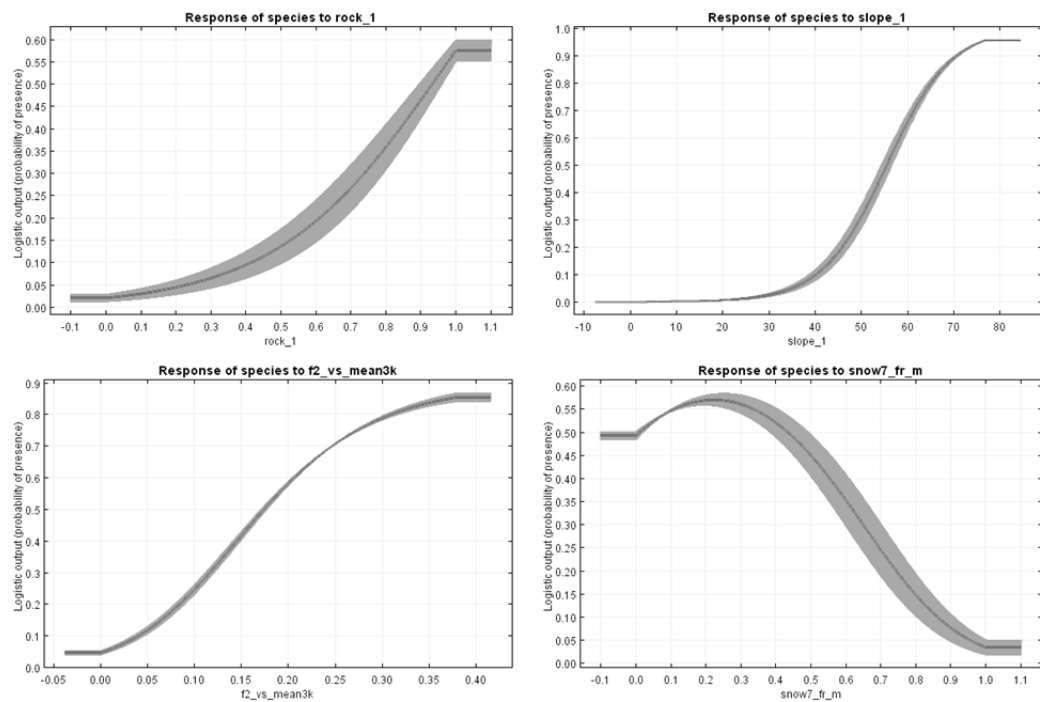 Response of species to rock_1
Logistic output (probability of presence)
0.60
0.55
0.50
0.45
0.40
0.35
0.30
0.25
0.20
0.15
0.10
0.05
0.00
-0.1 0.0 0.1 0.2 0.3 0.4 0.5 0.6 0.7 0.8 0.9 1.0 1.1
rock_1
Response of species to slope_1
Logistic output (probability of presence)
1.0
0.9
0.8
0.7
0.6
0.5
0.4
0.3
0.2
0.1
0.0
-10 0 10 20 30 40 50 60 70 80
slope_1
Response of species to f2_vs_mean3k
Logistic output (probability of presence)
0.9
0.8
0.7
0.6
0.5
0.4
0.3
0.2
0.1
0.0
-0.05 0.00 0.05 0.10 0.15 0.20 0.25 0.30 0.35 0.40
f2_vs_mean3k
Response of species to snow7_fr_m
Logistic output (probability of presence)
0.60
0.55
0.50
0.45
0.40
0.35
0.30
0.25
0.20
0.15
0.10
0.05
0.00
-0.1 0.0 0.1 0.2 0.3 0.4 0.5 0.6 0.7 0.8 0.9 1.0 1.1
snow7_fr_m